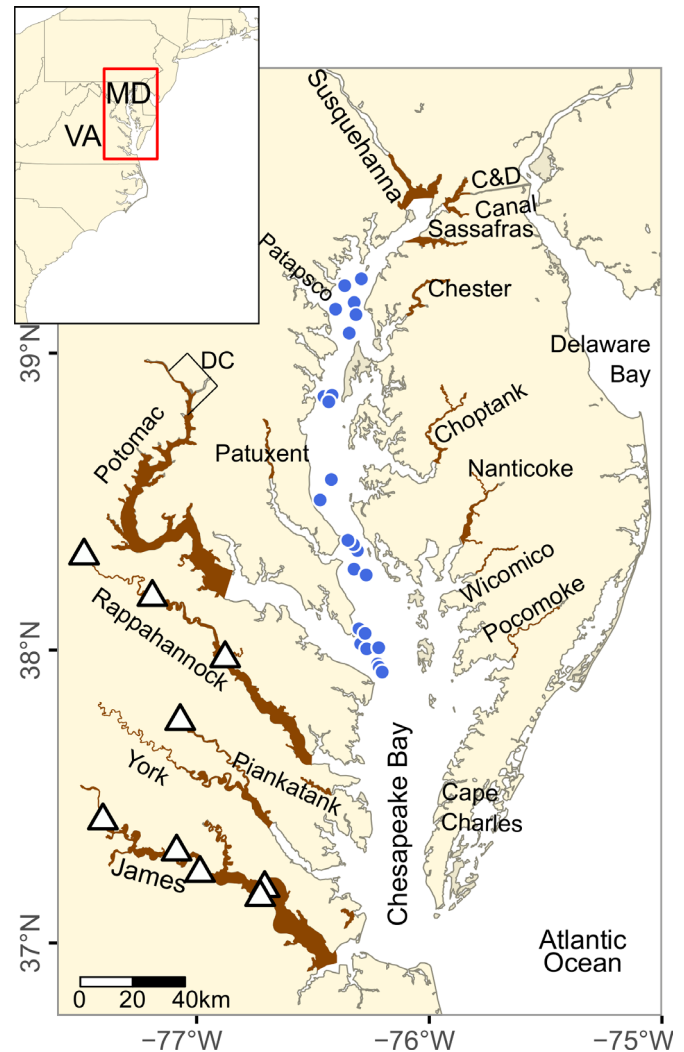 MD
VA
Susquehanna
C&D
Canal
Sassafras
Patapsco
Chester
39°N
DC
Delaware
Bay
Potomac
Patuxent
Choptank
Nanticoke
Wicomico
Pocomoke
Rappahannock
38°N
Piankatank
York
Chesapeake Bay
Cape
Charles
James
37°N
Atlantic
Ocean
0 20 40km
−77°W −76°W −75°W